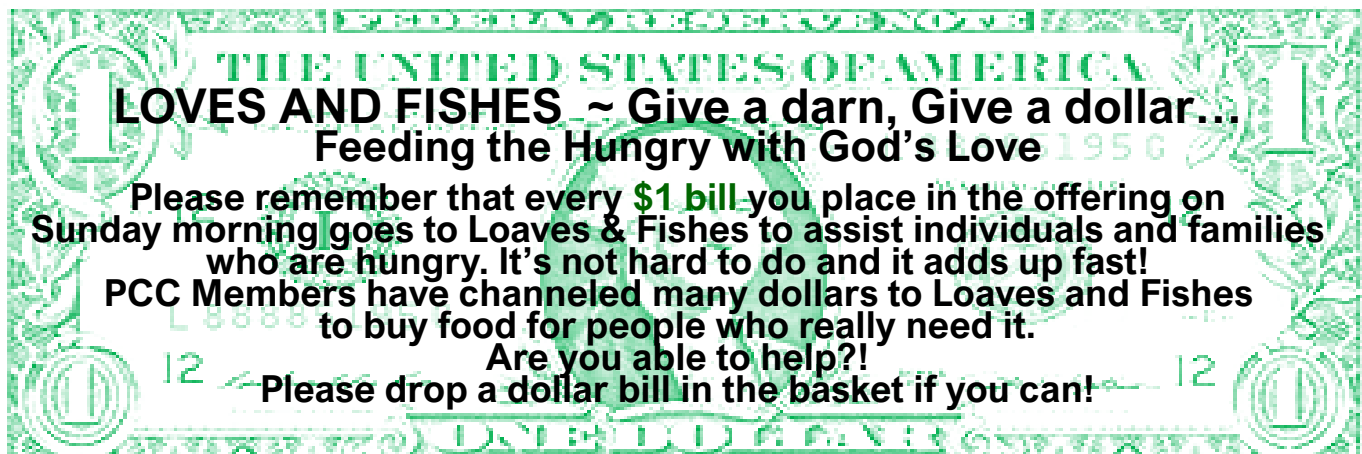 FEDERAL RESERVE NOTE
THE UNITED STATES OF AMERICA
LOVES AND FISHES ~ Give a darn, Give a dollar…
Feeding the Hungry with God’s Love
Please remember that every $1 bill you place in the offering on
Sunday morning goes to Loaves & Fishes to assist individuals and families
who are hungry. It’s not hard to do and it adds up fast!
PCC Members have channeled many dollars to Loaves and Fishes
to buy food for people who really need it.
Are you able to help?!
12 12
Please drop a dollar bill in the basket if you can!
ONE DOLLAR